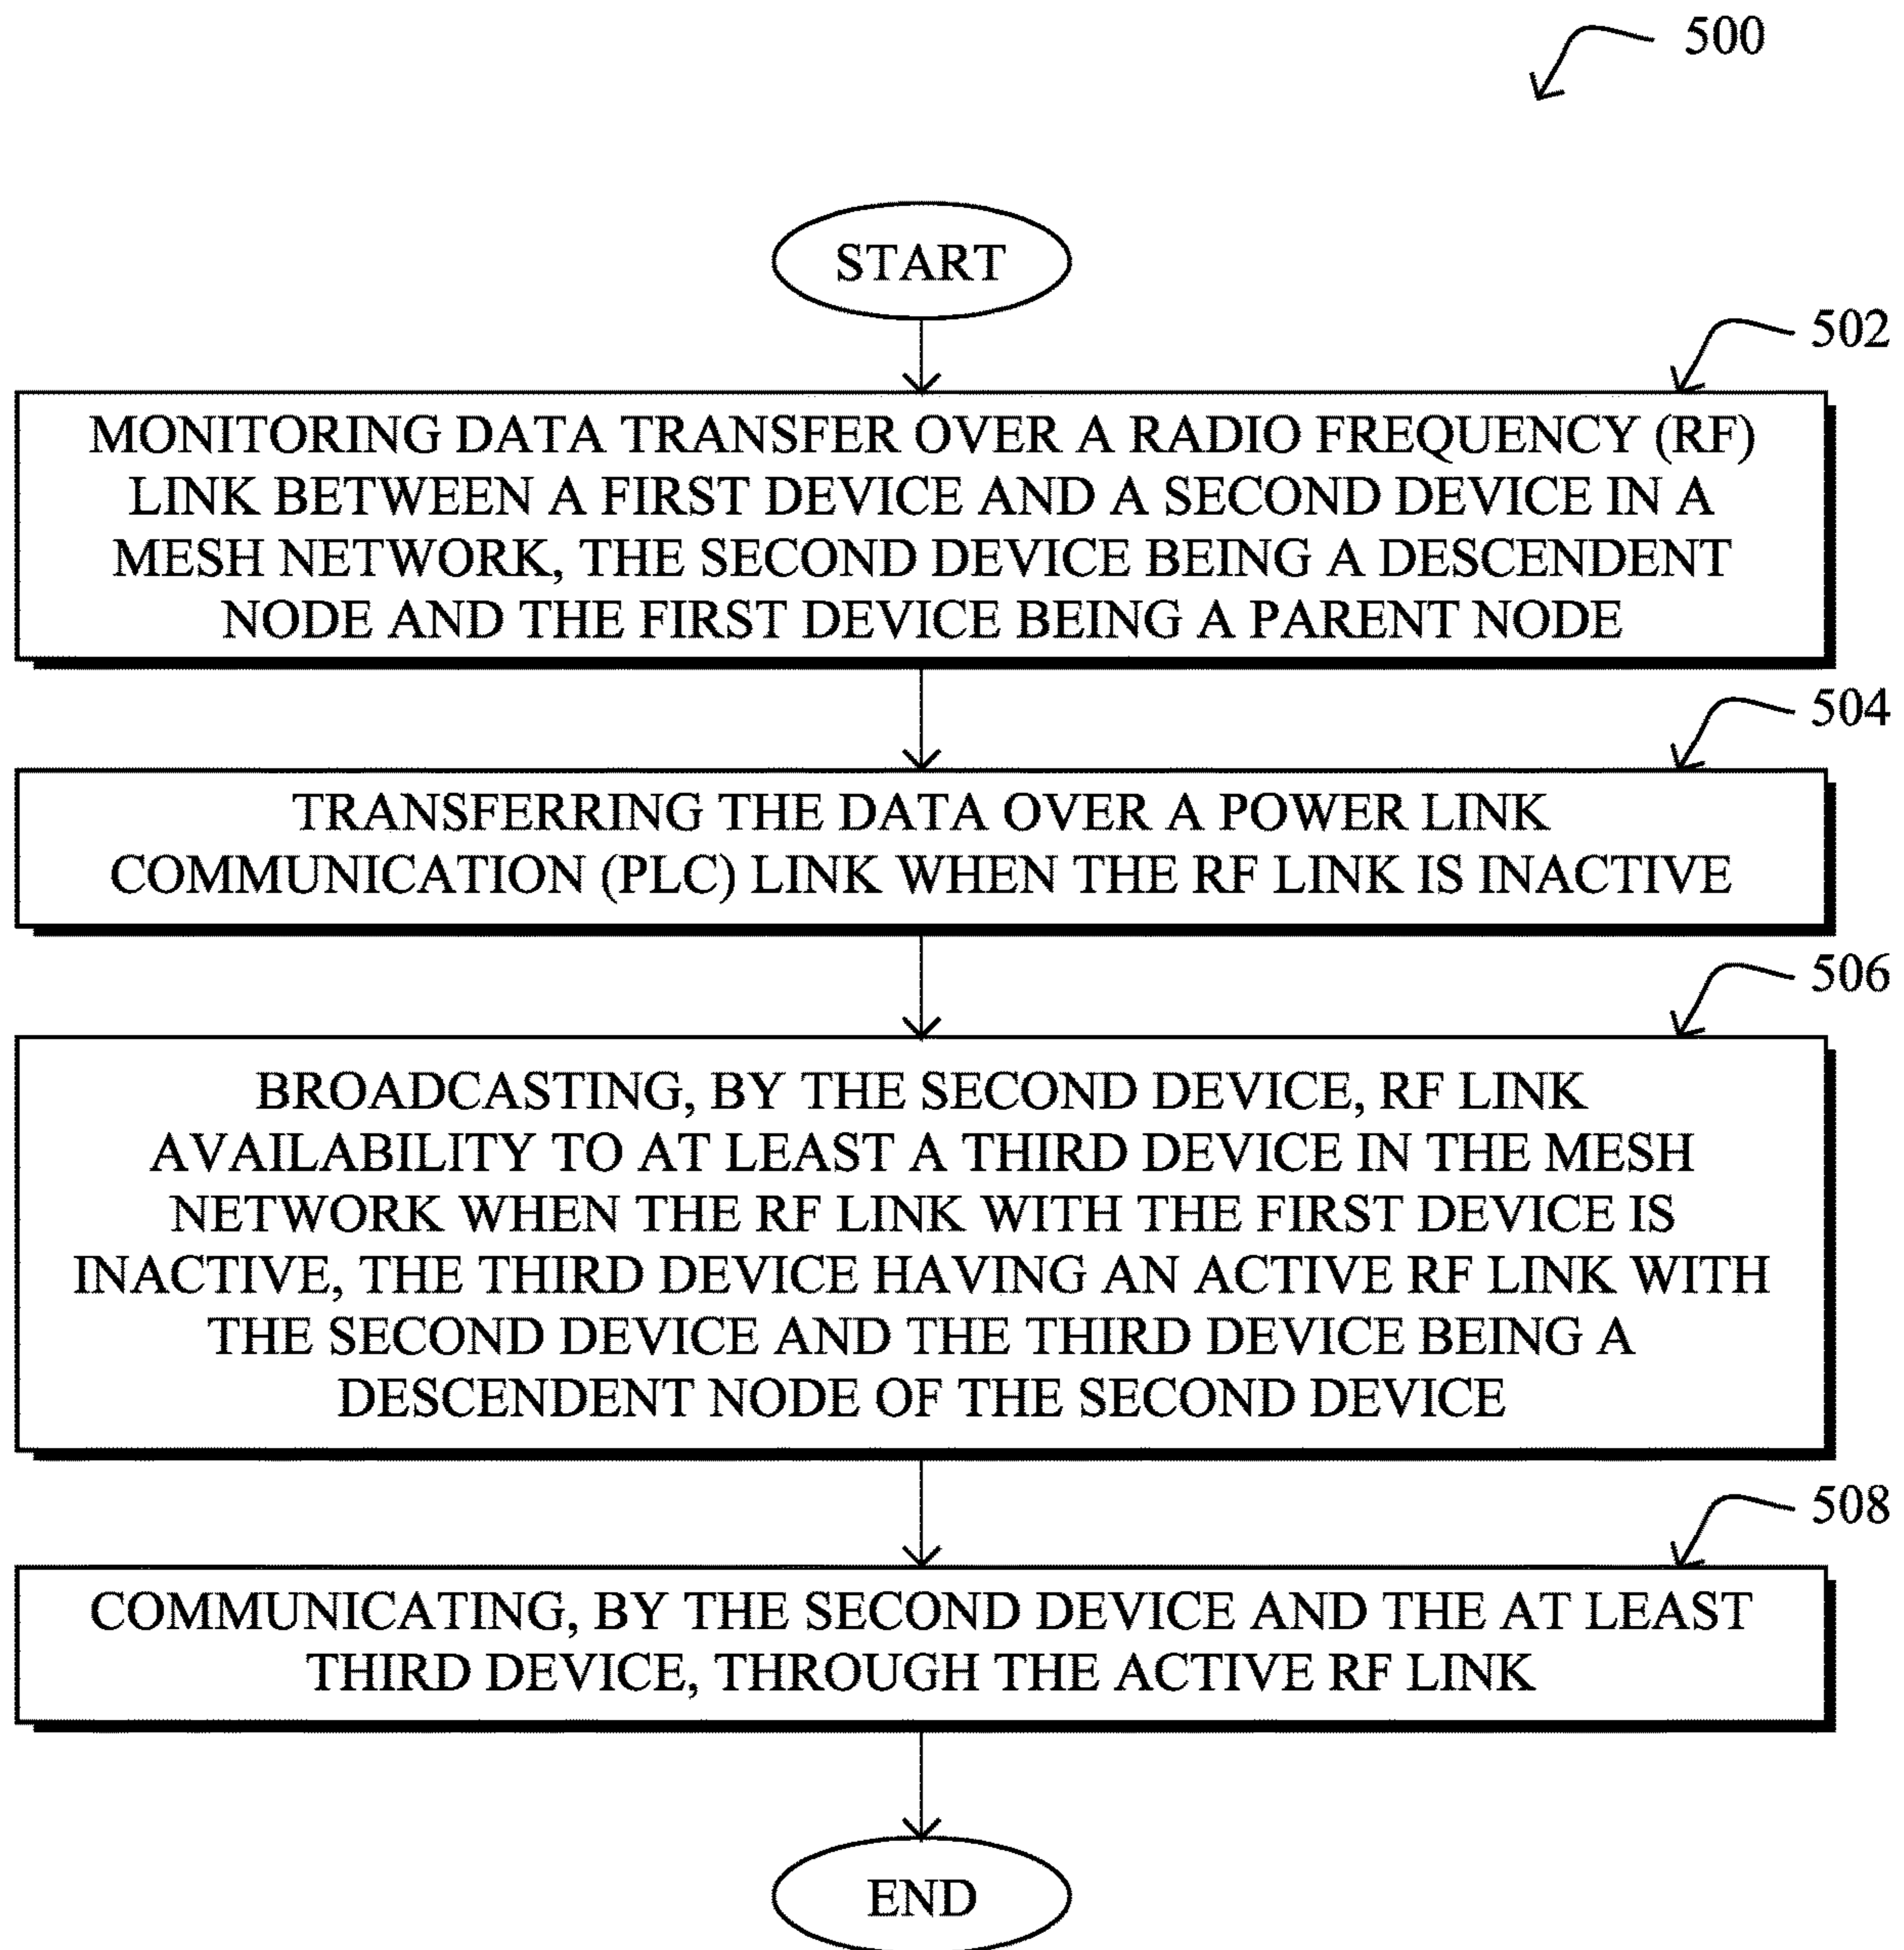 500
START
502
MONITORING DATA TRANSFER OVER A RADIO FREQUENCY (RF)
LINK BETWEEN A FIRST DEVICE AND A SECOND DEVICE IN A
MESH NETWORK, THE SECOND DEVICE BEING A DESCENDENT
NODE AND THE FIRST DEVICE BEING A PARENT NODE
504
TRANSFERRING THE DATA OVER A POWER LINK
COMMUNICATION (PLC) LINK WHEN THE RF LINK IS INACTIVE
506
BROADCASTING, BY THE SECOND DEVICE, RF LINK
AVAILABILITY TO AT LEAST A THIRD DEVICE IN THE MESH
NETWORK WHEN THE RF LINK WITH THE FIRST DEVICE IS
INACTIVE, THE THIRD DEVICE HAVING AN ACTIVE RF LINK WITH
THE SECOND DEVICE AND THE THIRD DEVICE BEING A
DESCENDENT NODE OF THE SECOND DEVICE
508
COMMUNICATING, BY THE SECOND DEVICE AND THE AT LEAST
THIRD DEVICE, THROUGH THE ACTIVE RF LINK
END